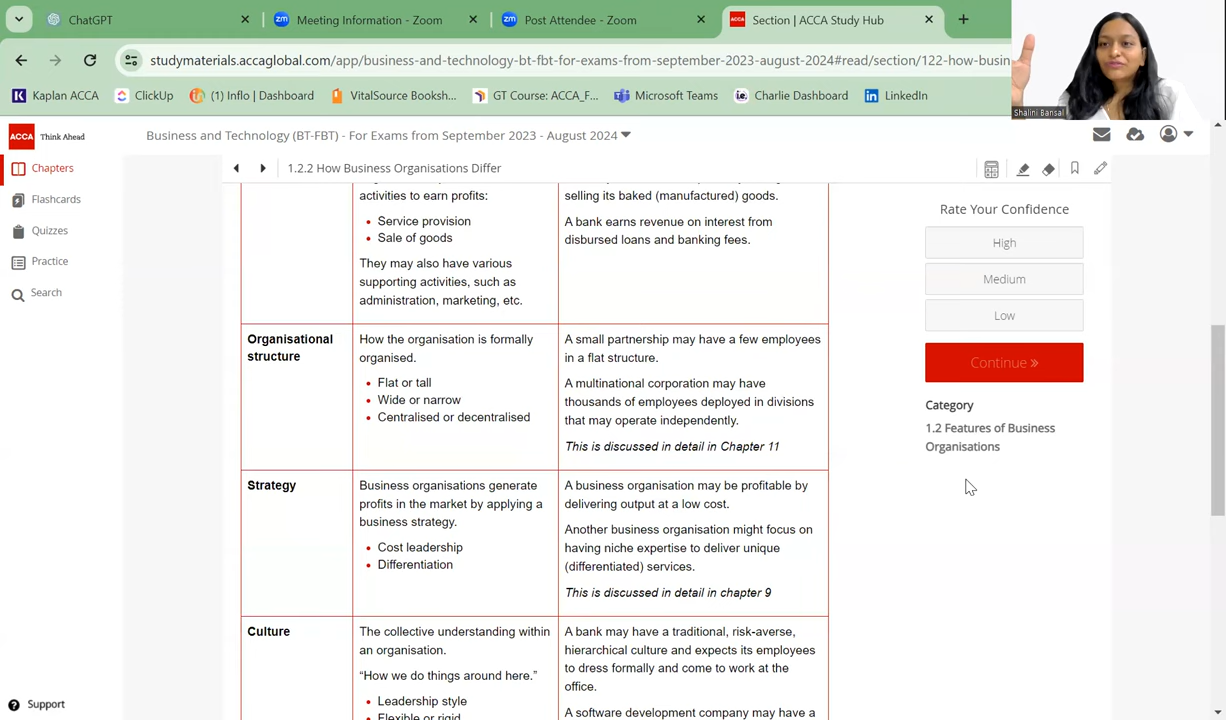 ChatGPT
Meeting Information - Zoom
Post Attendee - Zoom
Section | ACCA Study Hub
studymaterials.accaglobal.com/app/business-and-technology-bt-fbt-for-exams-from-september-2023-august-2024#read/section/122-how-busin
Kaplan ACCA
ClickUp
(1) Inflo | Dashboard
VitalSource Booksh...
GT Course: ACCA_F...
Microsoft Teams
Charlie Dashboard
LinkedIn
Shalini Bansal
ACCA
Think Ahead
Business and Technology (BT-FBT) - For Exams from September 2023 - August 2024
Chapters
Flashcards
Quizzes
Practice
Search
Support
1.2.2 How Business Organisations Differ
activities to earn profits:
• Service provision
• Sale of goods
They may also have various
supporting activities, such as
administration, marketing, etc.
selling its baked (manufactured) goods.
A bank earns revenue on interest from
disbursed loans and banking fees.
Organisational
structure
How the organisation is formally
organised.
• Flat or tall
• Wide or narrow
• Centralised or decentralised
A small partnership may have a few employees
in a flat structure.
A multinational corporation may have
thousands of employees deployed in divisions
that may operate independently.
This is discussed in detail in Chapter 11
Strategy
Business organisations generate
profits in the market by applying a
business strategy.
• Cost leadership
• Differentiation
A business organisation may be profitable by
delivering output at a low cost.
Another business organisation might focus on
having niche expertise to deliver unique
(differentiated) services.
This is discussed in detail in chapter 9
Culture
The collective understanding within
an organisation.
“How we do things around here.”
• Leadership style
• Flexible or rigid
A bank may have a traditional, risk-averse,
hierarchical culture and expects its employees
to dress formally and come to work at the
office.
A software development company may have a
Rate Your Confidence
High
Medium
Low
Continue »
Category
1.2 Features of Business
Organisations